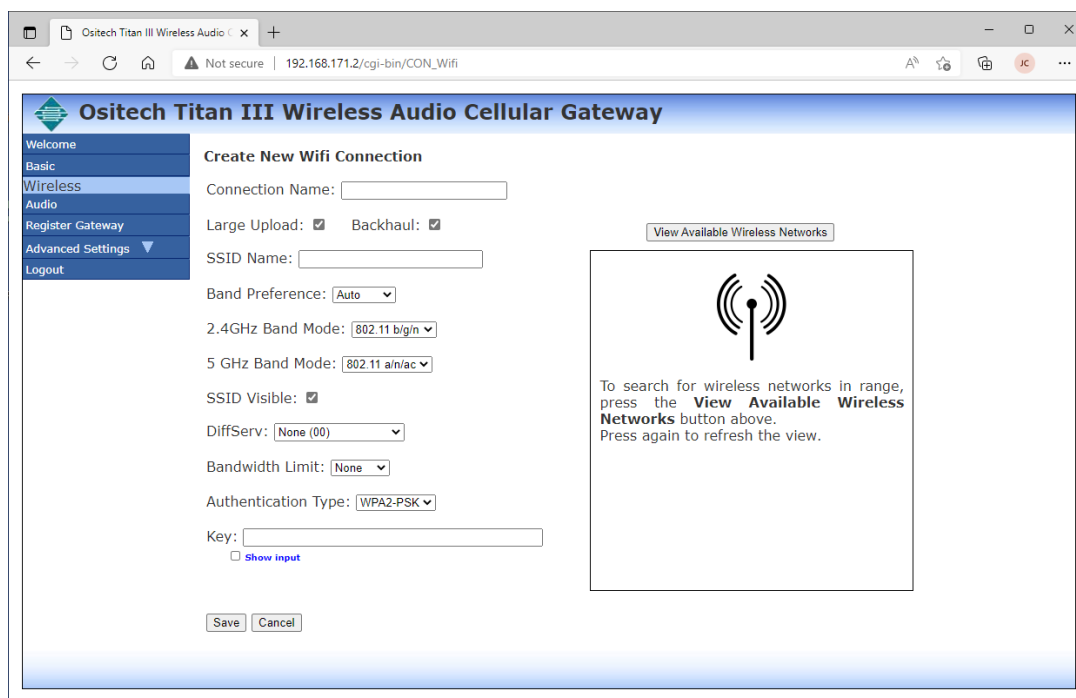 Ositech Titan III Wireless Audio C
Not secure | 192.168.171.2/cgi-bin/CON_Wifi
JC
Ositech Titan III Wireless Audio Cellular Gateway
Welcome
Basic
Wireless
Audio
Register Gateway
Advanced Settings
Logout
Create New Wifi Connection
Connection Name:
Large Upload: Backhaul:
SSID Name:
Band Preference: Auto
2.4GHz Band Mode: 802.11 b/g/n
5 GHz Band Mode: 802.11 a/n/ac
SSID Visible:
DiffServ: None (00)
Bandwidth Limit: None
Authentication Type: WPA2-PSK
Key:
Show input
Save Cancel
View Available Wireless Networks
To search for wireless networks in range,
press the View Available Wireless
Networks button above.
Press again to refresh the view.